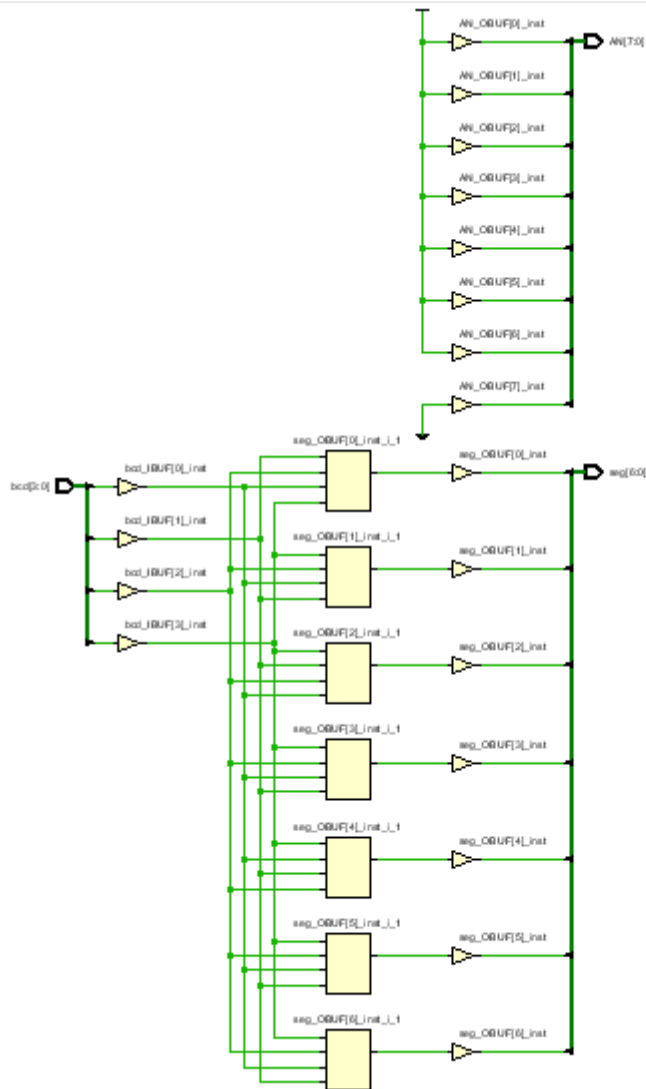 AN_OBUF[0]_inst
AN[7:0]
AN_OBUF[1]_inst
AN_OBUF[2]_inst
AN_OBUF[3]_inst
AN_OBUF[4]_inst
AN_OBUF[5]_inst
AN_OBUF[6]_inst
AN_OBUF[7]_inst
seg_OBUF[0]_inst_i_1
seg_OBUF[0]_inst
bcd_IBUF[0]_inst
bcd[3:0]
seg[6:0]
bcd_IBUF[1]_inst
seg_OBUF[1]_inst_i_1
seg_OBUF[1]_inst
bcd_IBUF[2]_inst
bcd_IBUF[3]_inst
seg_OBUF[2]_inst_i_1
seg_OBUF[2]_inst
seg_OBUF[3]_inst_i_1
seg_OBUF[3]_inst
seg_OBUF[4]_inst_i_1
seg_OBUF[4]_inst
seg_OBUF[5]_inst_i_1
seg_OBUF[5]_inst
seg_OBUF[6]_inst_i_1
seg_OBUF[6]_inst